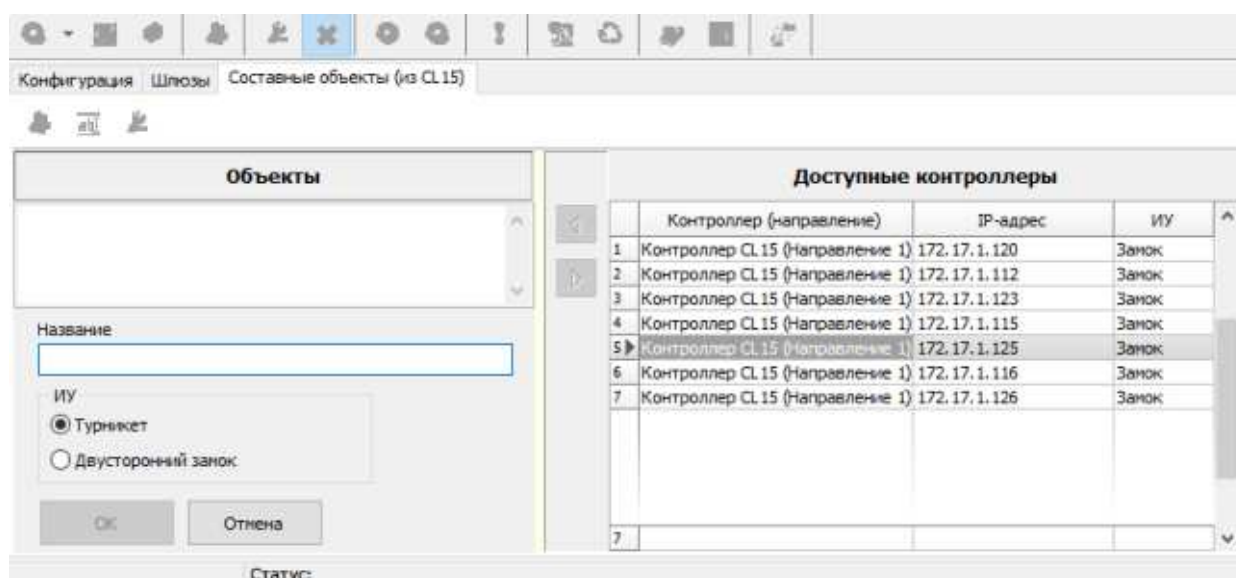 Конфигурация Шлюзы Составные объекты (из CL15)
Объекты
Доступные контроллеры
Контроллер (направление) IP-адрес ИУ
1 Контроллер CL15 (Направление 1) 172.17.1.120 Замок
2 Контроллер CL15 (Направление 1) 172.17.1.112 Замок
3 Контроллер CL15 (Направление 1) 172.17.1.123 Замок
4 Контроллер CL15 (Направление 1) 172.17.1.115 Замок
5 Контроллер CL15 (Направление 1) 172.17.1.125 Замок
6 Контроллер CL15 (Направление 1) 172.17.1.116 Замок
7 Контроллер CL15 (Направление 1) 172.17.1.126 Замок
7
Название
ИУ
Турникет
Двусторонний замок
ОК Отмена
Статус: